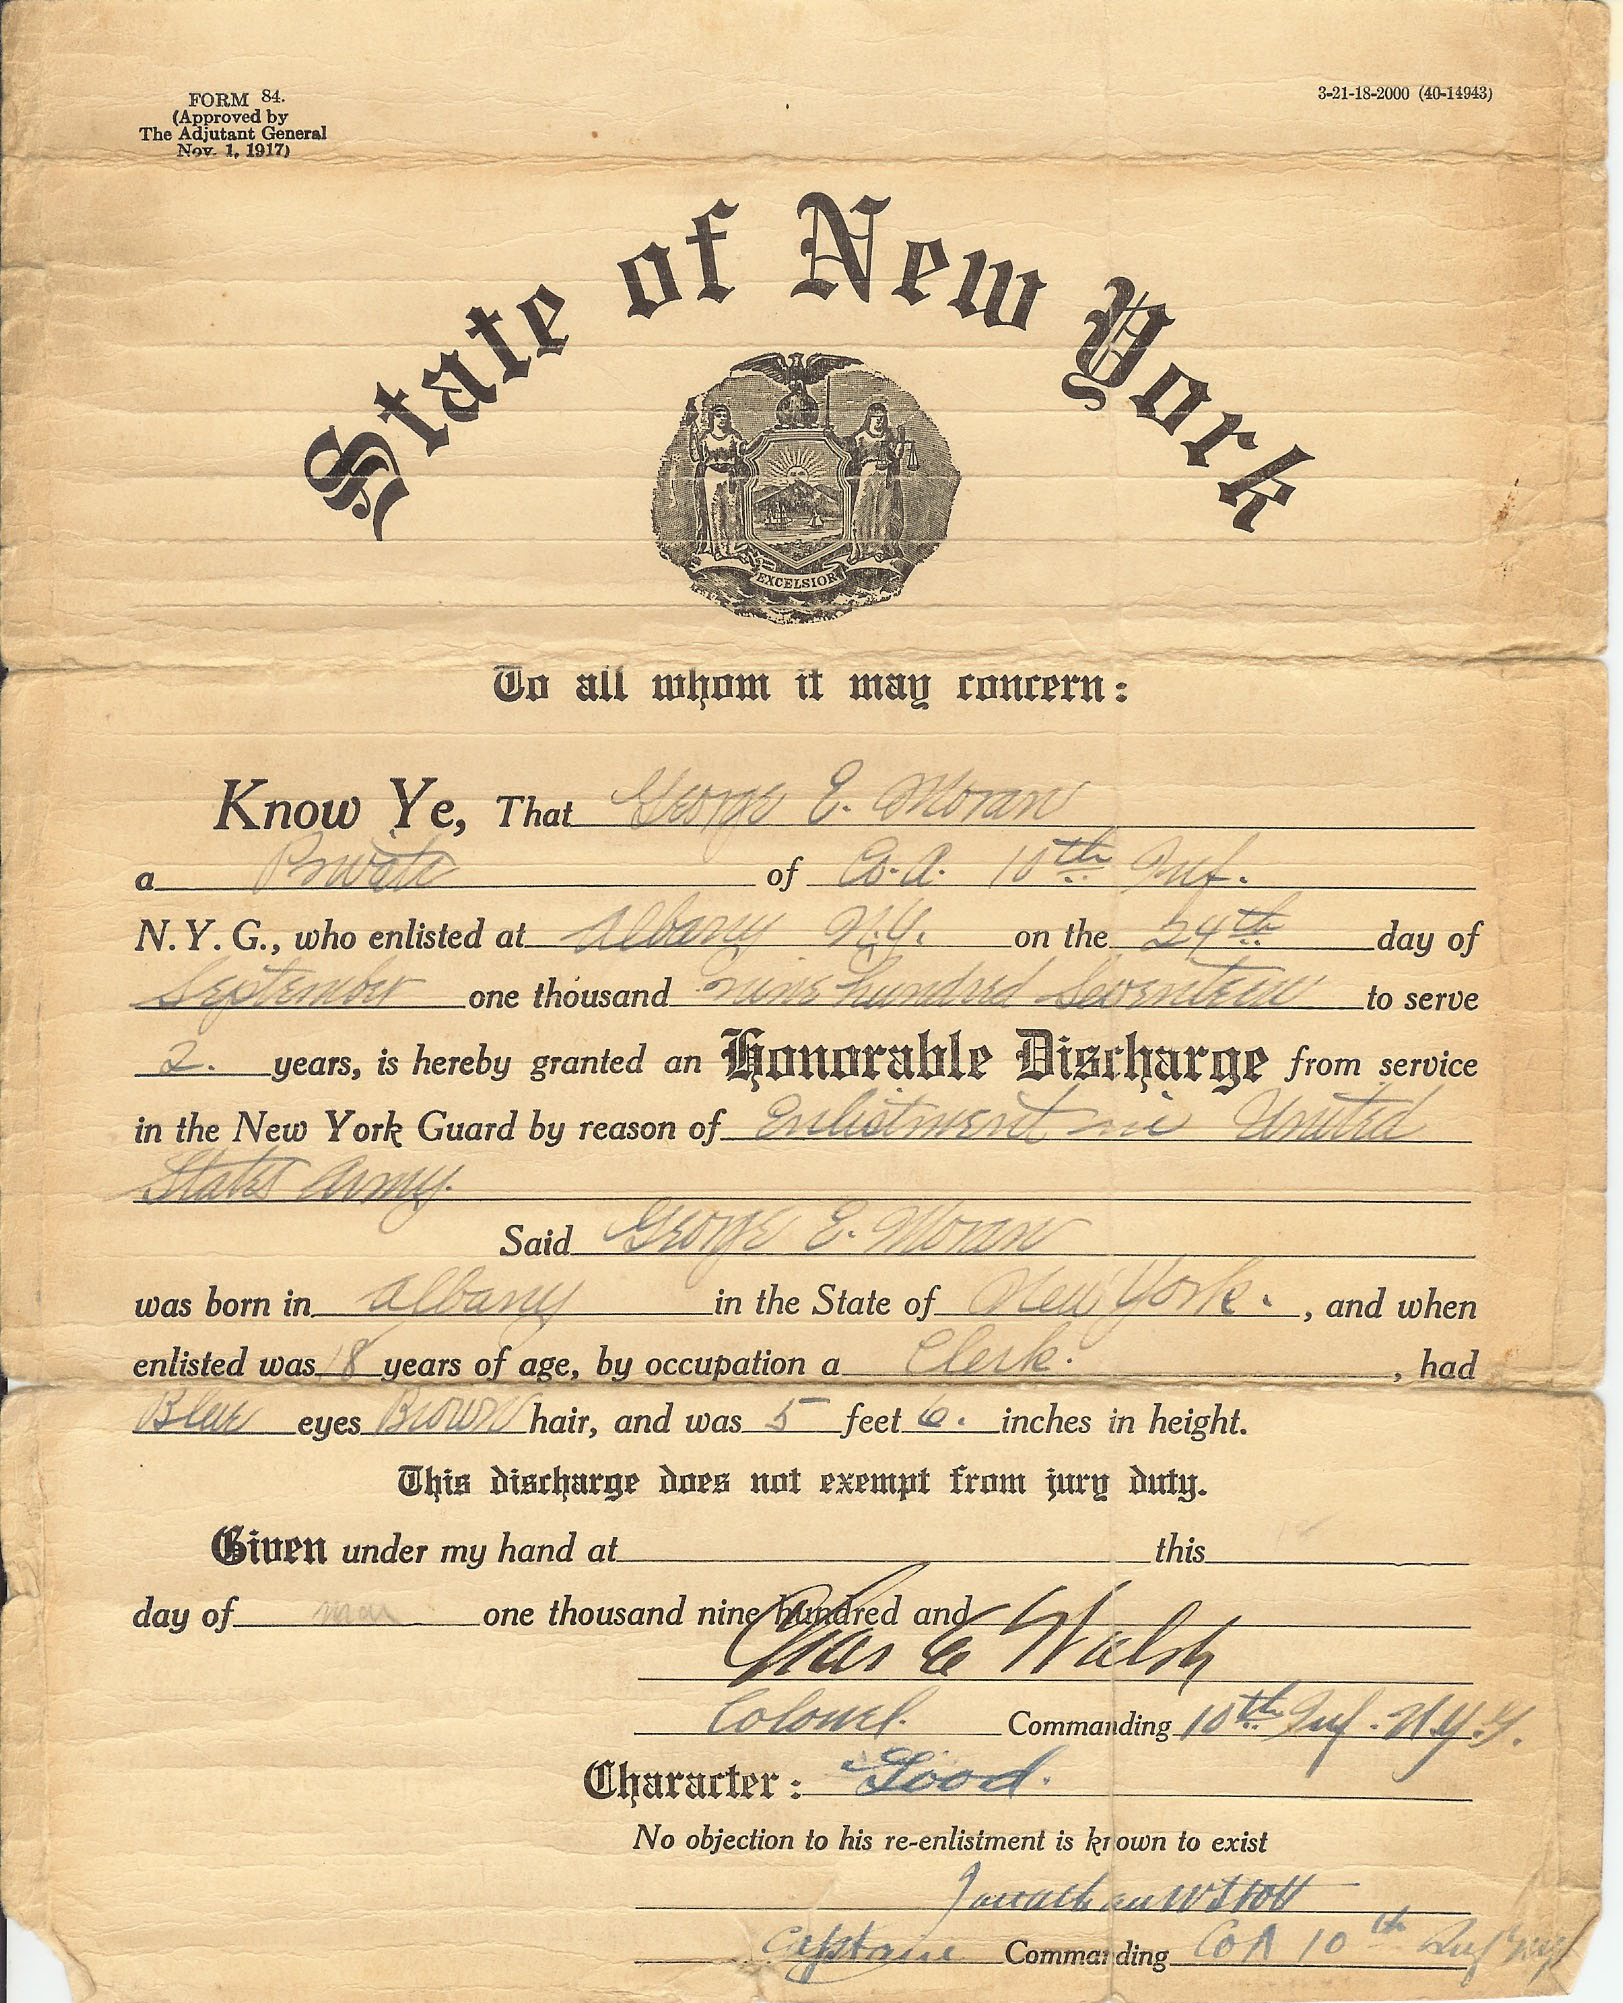 FORM 84.
(Approved by
The Adjutant General
Nov. 1, 1917)
3-21-18-2000 (40-14943)
State of New York
EXCELSIOR
To all whom it may concern:
Know Ye, That George E. Moran
a Private of Co. A. 10th Inf.
N. Y. G., who enlisted at Albany N.Y. on the 24th day of
September one thousand nine hundred Seventeen to serve
2. years, is hereby granted an Honorable Discharge from service
in the New York Guard by reason of Enlistment in United
States Army.
Said George E. Moran
was born in Albany in the State of New York. , and when
enlisted was 18 years of age, by occupation a Clerk. , had
Blue eyes Brown hair, and was 5 feet 6. inches in height.
This discharge does not exempt from jury duty.
Given under my hand at this
day of mar one thousand nine hundred and
Chas E Walsh
Colonel. Commanding 10th Inf. N.Y.G.
Character: Good.
No objection to his re-enlistment is known to exist
Jonathan W Stott
Captain Commanding Co A 10th Inf NYG